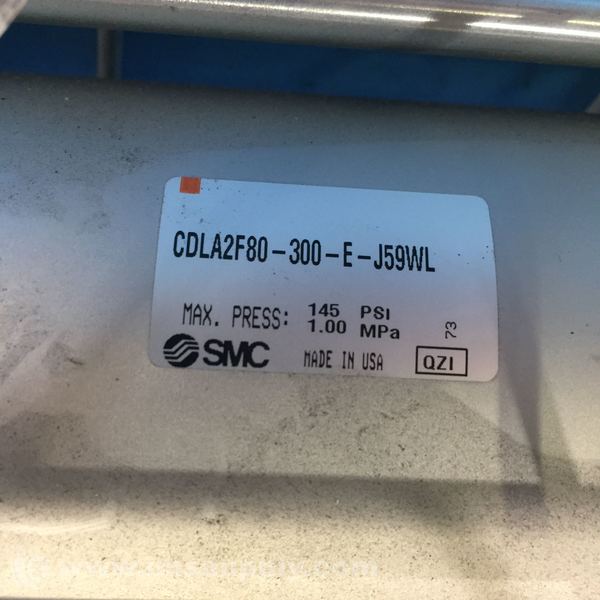 CDLA2F80-300-E-J59WL
MAX. PRESS: 145 PSI
1.00 MPa
73
SMC MADE IN USA QZI